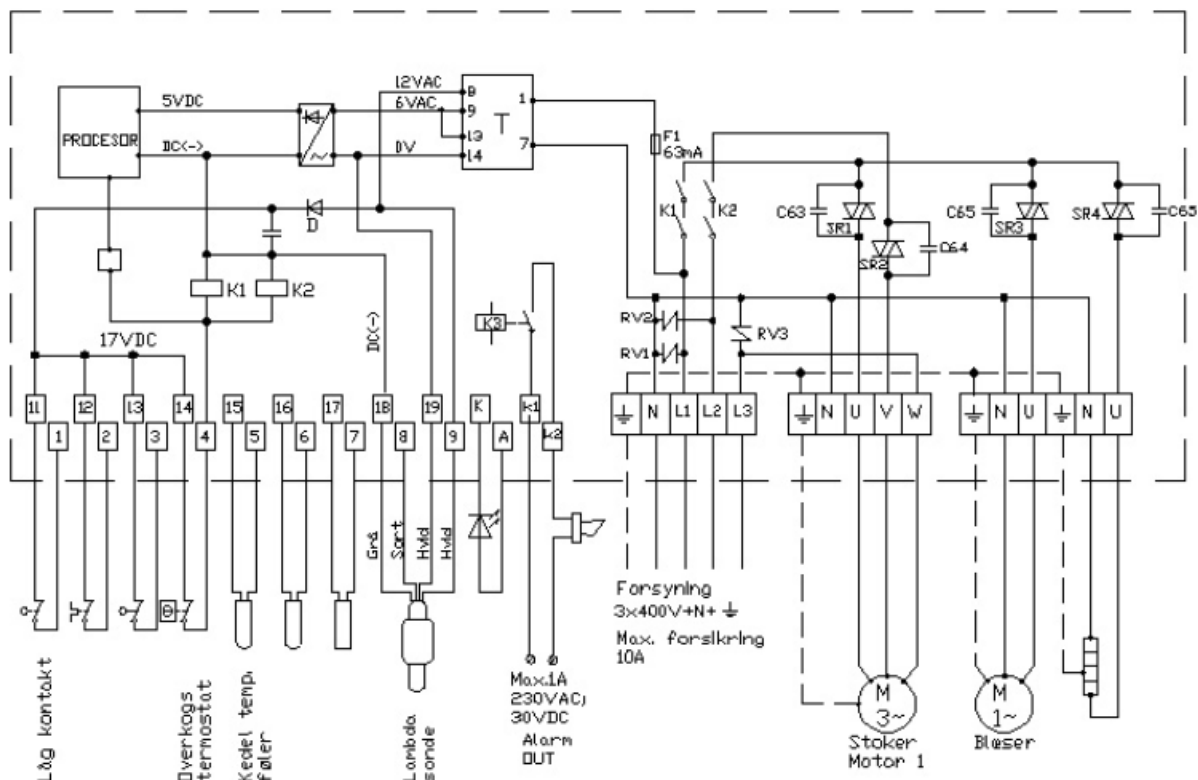 12VAC
5VDC
6VAC
8
9
13
14
T
1
7
PROCESOR
DC(->
0V
F1
63mA
D
K1
K2
C63
SR1
SR2
C64
C65
SR3
SR4
C65
K1
K2
17VDC
DC(->
K3
RV2
RV1
RV3
11
12
13
14
15
16
17
18
19
K
k1
N
L1
L2
L3
N
U
V
W
N
U
N
U
1
2
3
4
5
6
7
8
9
A
k2
Grå
Sort
Hvid
Hvid
θ
Forsyning
3x400V+N+
Max. forsikring
10A
Låg kontakt
Overkogs
termostat
Kedel temp.
føler
Lambda
sonde
Max.1A
230VAC;
30VDC
Alarm
OUT
M
3~
Stoker
Motor 1
M
1~
Blæser